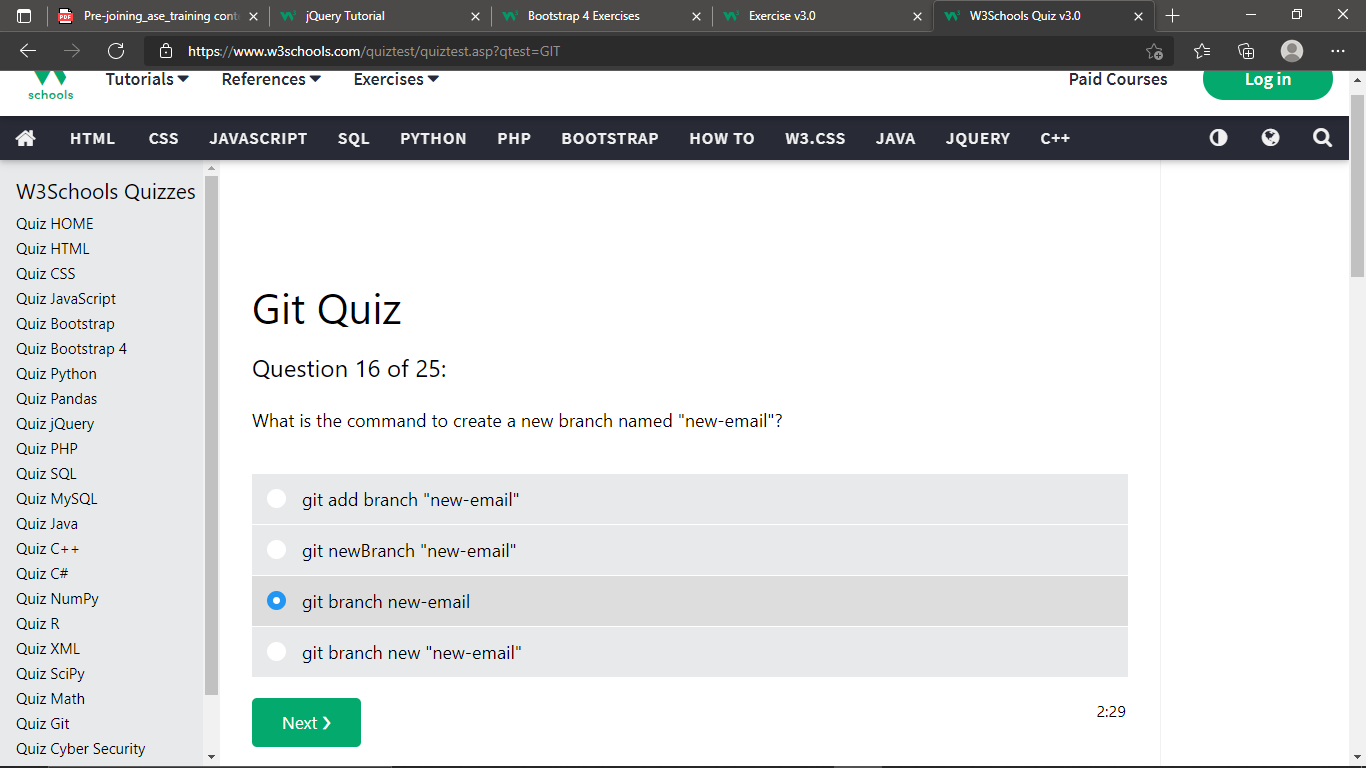 Pre-joining_ase_training cont
jQuery Tutorial
Bootstrap 4 Exercises
Exercise v3.0
W3Schools Quiz v3.0
https://www.w3schools.com/quiztest/quiztest.asp?qtest=GIT
schools
Tutorials
References
Exercises
Paid Courses
Log in
HTML
CSS
JAVASCRIPT
SQL
PYTHON
PHP
BOOTSTRAP
HOW TO
W3.CSS
JAVA
JQUERY
C++
W3Schools Quizzes
Quiz HOME
Quiz HTML
Quiz CSS
Quiz JavaScript
Quiz Bootstrap
Quiz Bootstrap 4
Quiz Python
Quiz Pandas
Quiz jQuery
Quiz PHP
Quiz SQL
Quiz MySQL
Quiz Java
Quiz C++
Quiz C#
Quiz NumPy
Quiz R
Quiz XML
Quiz SciPy
Quiz Math
Quiz Git
Quiz Cyber Security
Git Quiz
Question 16 of 25:
What is the command to create a new branch named "new-email"?
git add branch "new-email"
git newBranch "new-email"
git branch new-email
git branch new "new-email"
Next ❯
2:29